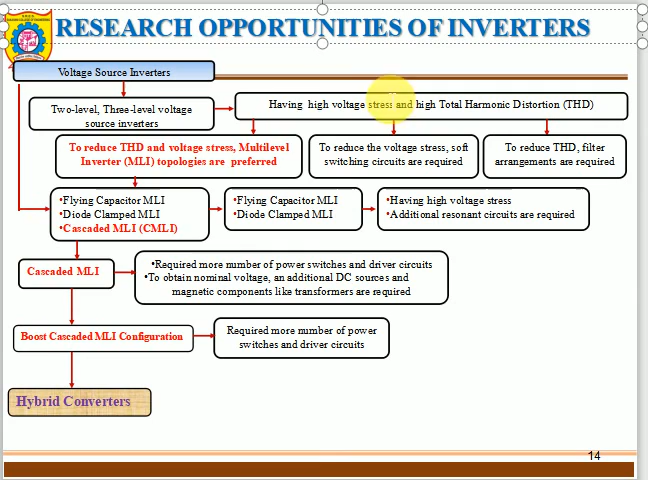 RESEARCH OPPORTUNITIES OF INVERTERS
Voltage Source Inverters
Two-level, Three-level voltage
source inverters
Having high voltage stress and high Total Harmonic Distortion (THD)
To reduce THD and voltage stress, Multilevel
Inverter (MLI) topologies are preferred
To reduce the voltage stress, soft
switching circuits are required
To reduce THD, filter
arrangements are required
•Flying Capacitor MLI
•Diode Clamped MLI
•Cascaded MLI (CMLI)
•Flying Capacitor MLI
•Diode Clamped MLI
•Having high voltage stress
•Additional resonant circuits are required
Cascaded MLI
•Required more number of power switches and driver circuits
•To obtain nominal voltage, an additional DC sources and
magnetic components like transformers are required
Boost Cascaded MLI Configuration
Required more number of power
switches and driver circuits
Hybrid Converters
14